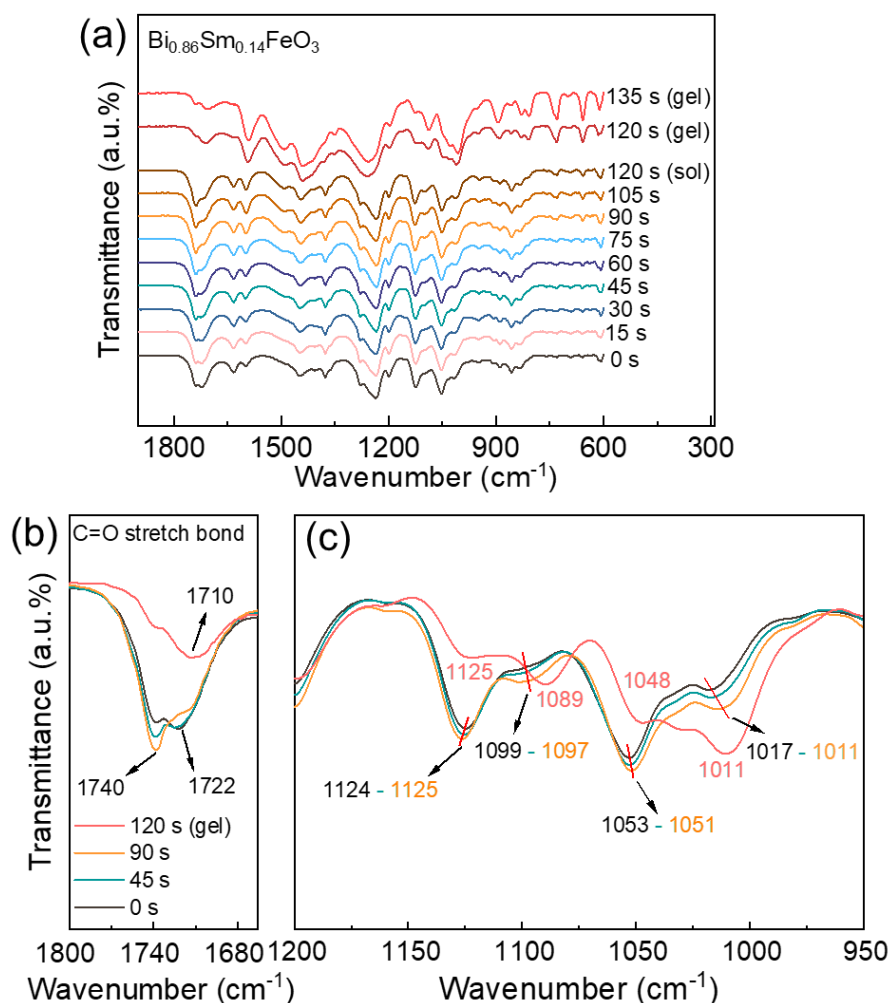 (a)
Bi₀.₈₆Sm₀.₁₄FeO₃
135 s (gel)
120 s (gel)
120 s (sol)
105 s
90 s
75 s
60 s
45 s
30 s
15 s
0 s
Transmittance (a.u.%)
1800 1500 1200 900 600 300
Wavenumber (cm⁻¹)
(b)
C=O stretch bond
1710
1740
1722
120 s (gel)
90 s
45 s
0 s
Transmittance (a.u.%)
1800 1740 1680
Wavenumber (cm⁻¹)
(c)
1125
1089
1048
1011
1099 - 1097
1017 - 1011
1124 - 1125
1053 - 1051
1200 1150 1100 1050 1000 950
Wavenumber (cm⁻¹)